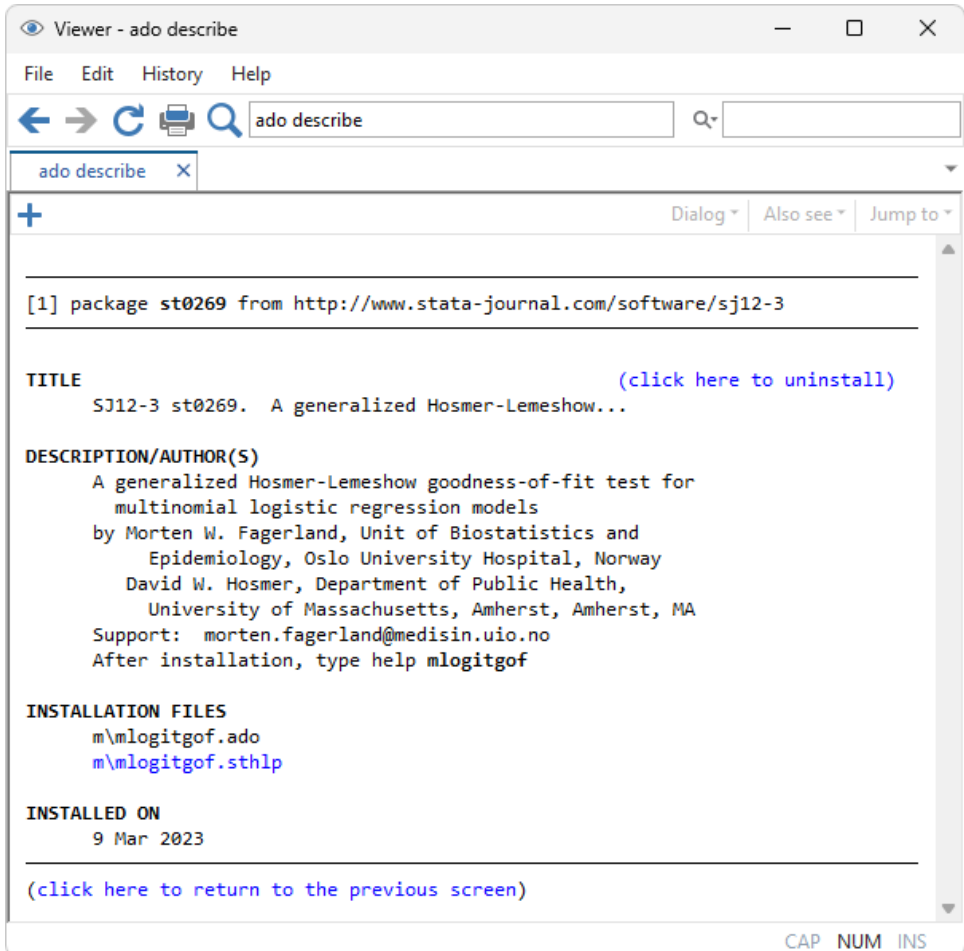 Viewer - ado describe
File Edit History Help
ado describe
ado describe
Dialog Also see Jump to
[1] package st0269 from http://www.stata-journal.com/software/sj12-3
TITLE (click here to uninstall)
SJ12-3 st0269. A generalized Hosmer-Lemeshow...
DESCRIPTION/AUTHOR(S)
A generalized Hosmer-Lemeshow goodness-of-fit test for
multinomial logistic regression models
by Morten W. Fagerland, Unit of Biostatistics and
Epidemiology, Oslo University Hospital, Norway
David W. Hosmer, Department of Public Health,
University of Massachusetts, Amherst, Amherst, MA
Support: morten.fagerland@medisin.uio.no
After installation, type help mlogitgof
INSTALLATION FILES
m\mlogitgof.ado
m\mlogitgof.sthlp
INSTALLED ON
9 Mar 2023
(click here to return to the previous screen)
CAP NUM INS